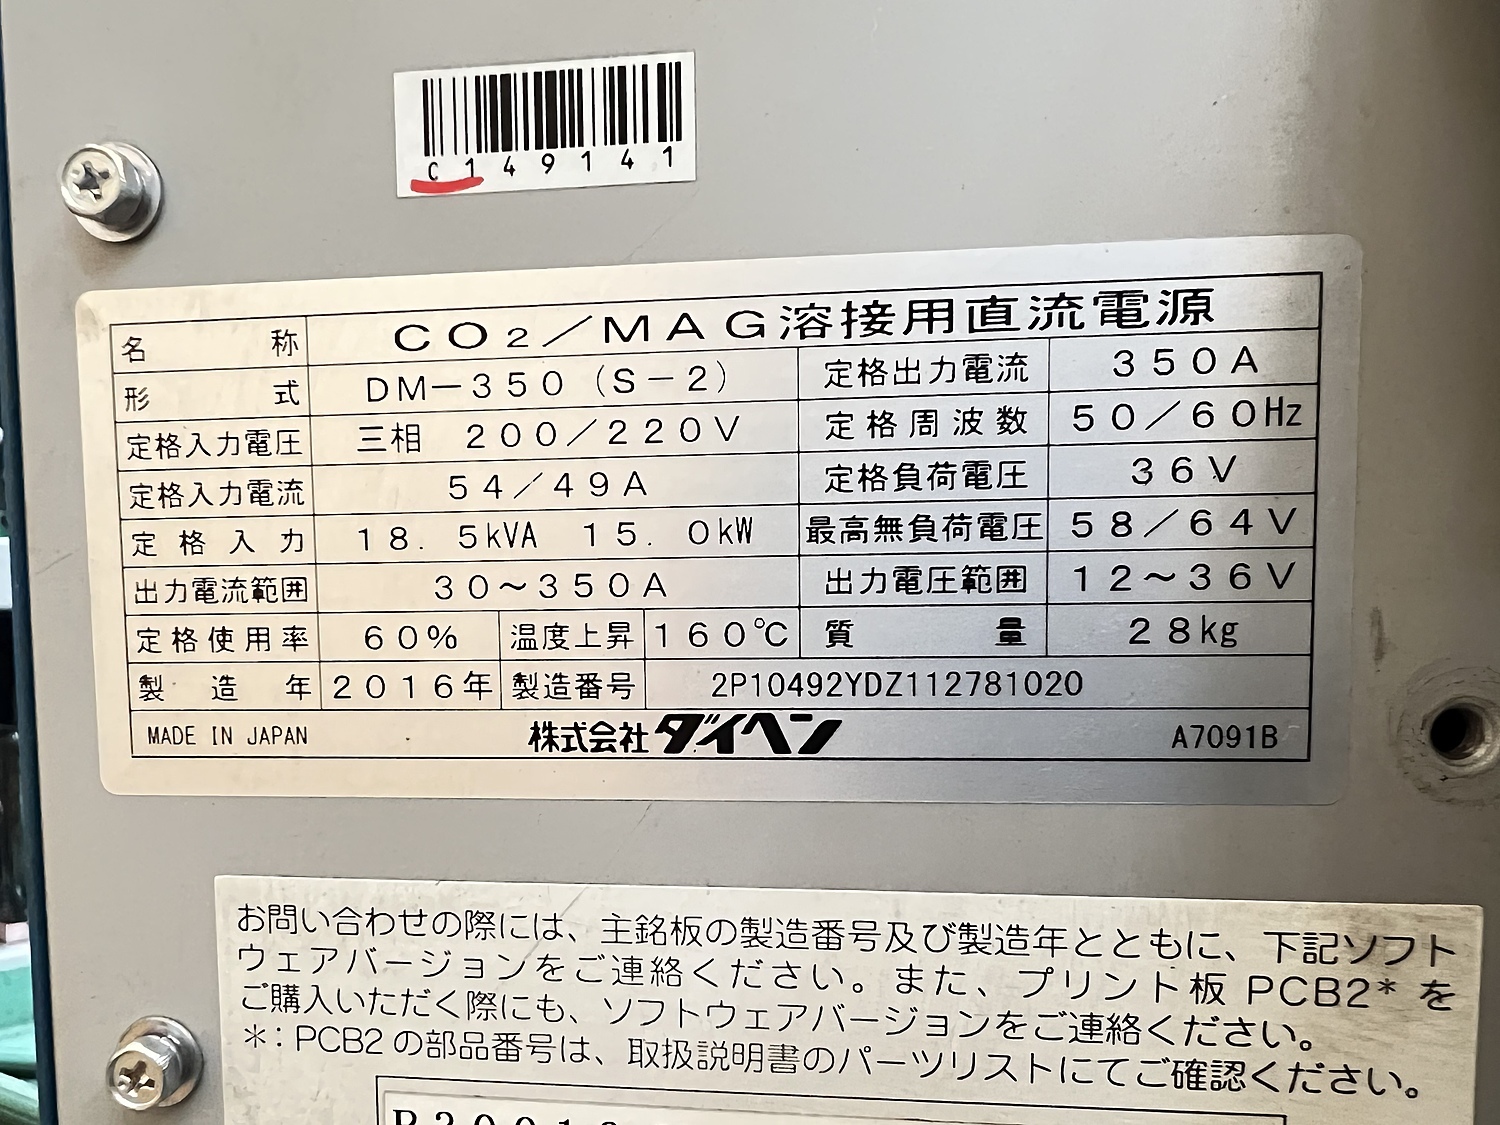 C149141
名称 CO2/MAG溶接用直流電源
形式 DM-350(S-2) 定格出力電流 350A
定格入力電圧 三相 200/220V 定格周波数 50/60Hz
定格入力電流 54/49A 定格負荷電圧 36V
定格入力 18.5kVA 15.0kW 最高無負荷電圧 58/64V
出力電流範囲 30~350A 出力電圧範囲 12~36V
定格使用率 60% 温度上昇 160℃ 質量 28kg
製造年 2016年 製造番号 2P10492YDZ112781020
MADE IN JAPAN 株式会社ダイヘン A7091B
お問い合わせの際には、主銘板の製造番号及び製造年とともに、下記ソフト
ウェアバージョンをご連絡ください。また、プリント板 PCB2* を
ご購入いただく際にも、ソフトウェアバージョンをご連絡ください。
*:PCB2 の部品番号は、取扱説明書のパーツリストにてご確認ください。